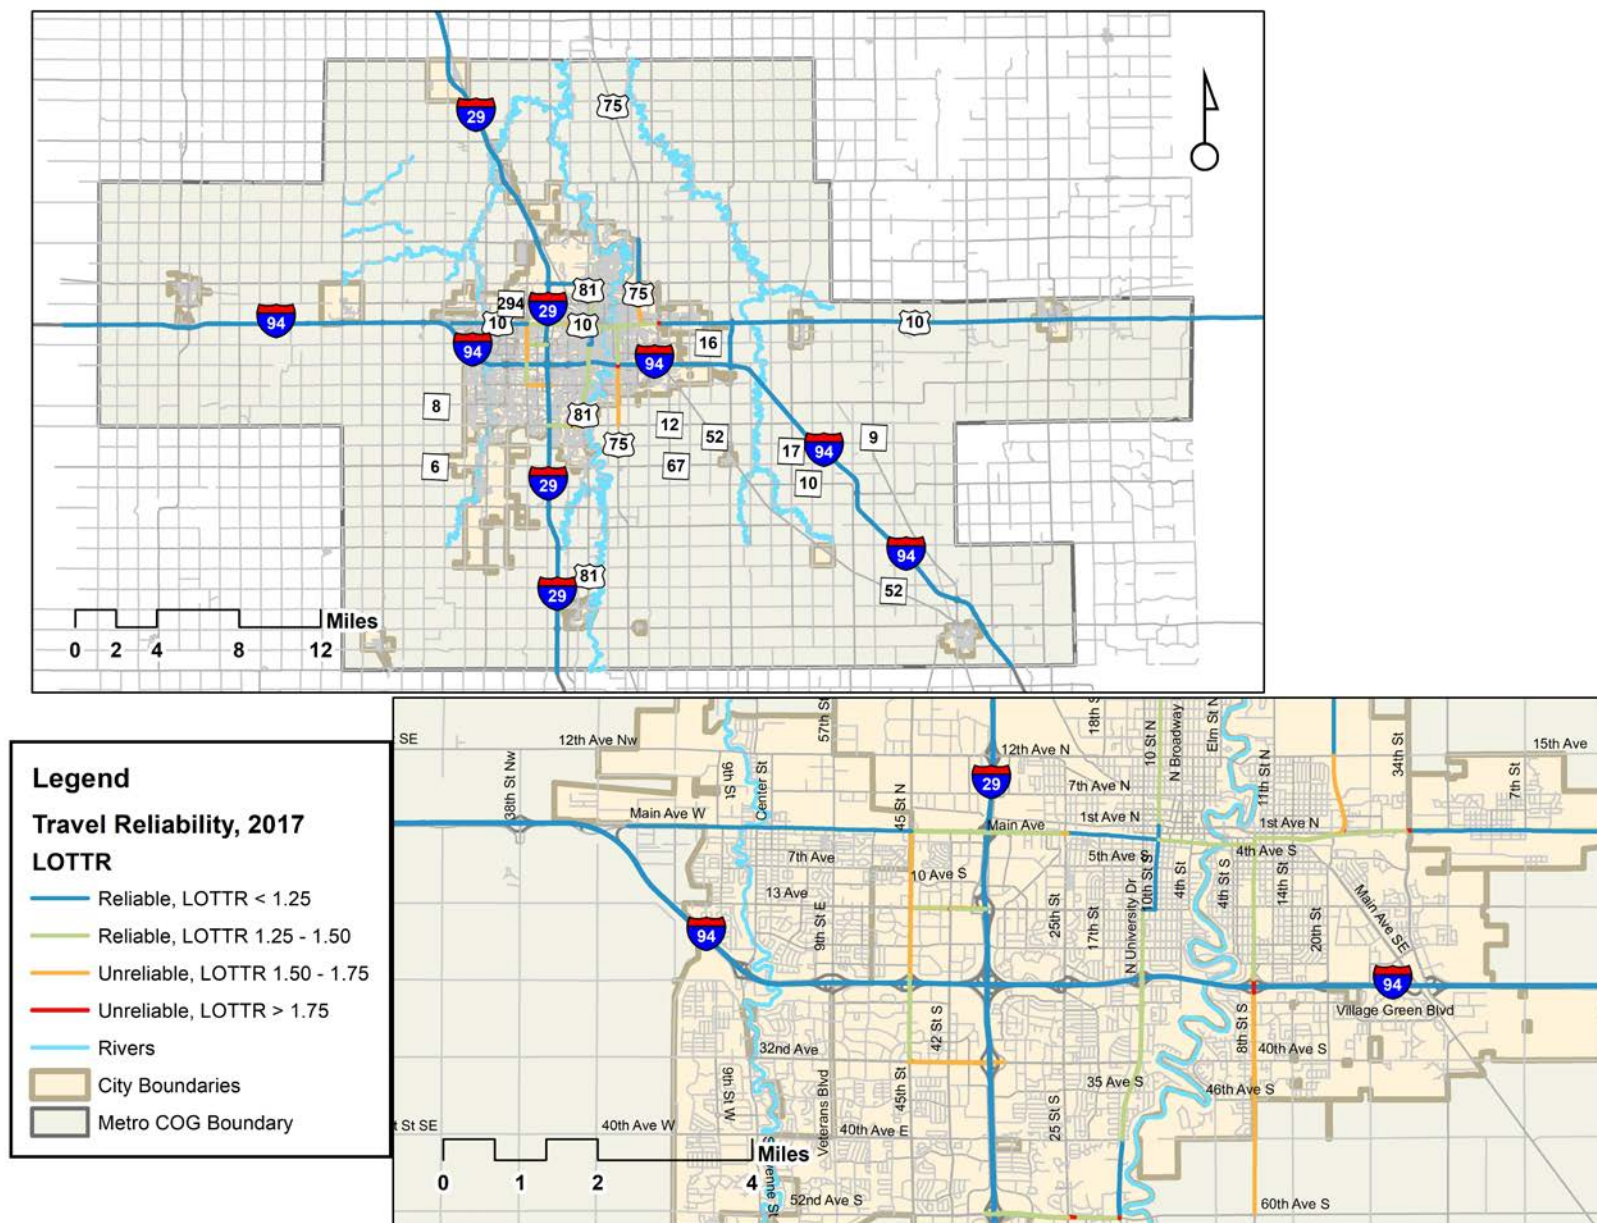 75
29
81
75
294
29
94
10
10
10
94
16
94
8
81
12
52
9
75
17
94
6
67
10
29
94
81
29
52
Miles
0 2 4 8 12
Legend
Travel Reliability, 2017
LOTTR
Reliable, LOTTR < 1.25
Reliable, LOTTR 1.25 - 1.50
Unreliable, LOTTR 1.50 - 1.75
Unreliable, LOTTR > 1.75
Rivers
City Boundaries
Metro COG Boundary
SE
12th Ave Nw
57th St
18th S
10 St N
N Broadway
Elm St N
12th Ave N
15th Ave
38th St Nw
9th St
Center St
29
7th Ave N
11th St N
34th St
7th St
Main Ave W
45 St N
Main Ave
1st Ave N
1st Ave N
7th Ave
5th Ave S
4th Ave S
10 Ave S
13 Ave
10th St S
4th St
4th St S
14th St
Main Ave SE
94
9th St E
25th St
17th St
N University Dr
20th St
94
Village Green Blvd
32nd Ave
42 St S
8th St S
40th Ave S
9th St W
Veterans Blvd
45th St
35 Ave S
46th Ave S
25 St S
t St SE
40th Ave W
40th Ave E
Miles
0 1 2 4
52nd Ave S
60th Ave S